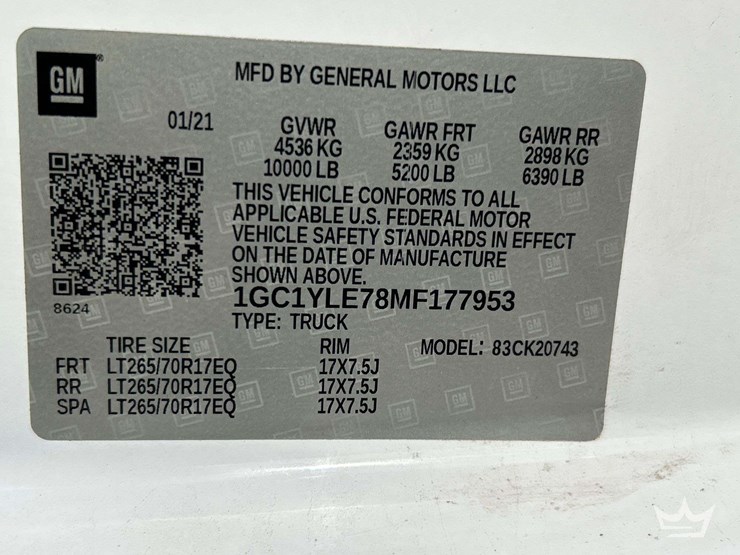 GM
MFD BY GENERAL MOTORS LLC
01/21
GVWR GAWR FRT GAWR RR
4536 KG 2359 KG 2898 KG
10000 LB 5200 LB 6390 LB
THIS VEHICLE CONFORMS TO ALL
APPLICABLE U.S. FEDERAL MOTOR
VEHICLE SAFETY STANDARDS IN EFFECT
ON THE DATE OF MANUFACTURE
SHOWN ABOVE.
8624
1GC1YLE78MF177953
TYPE: TRUCK
TIRE SIZE RIM MODEL: 83CK20743
FRT LT265/70R17EQ 17X7.5J
RR LT265/70R17EQ 17X7.5J
SPA LT265/70R17EQ 17X7.5J